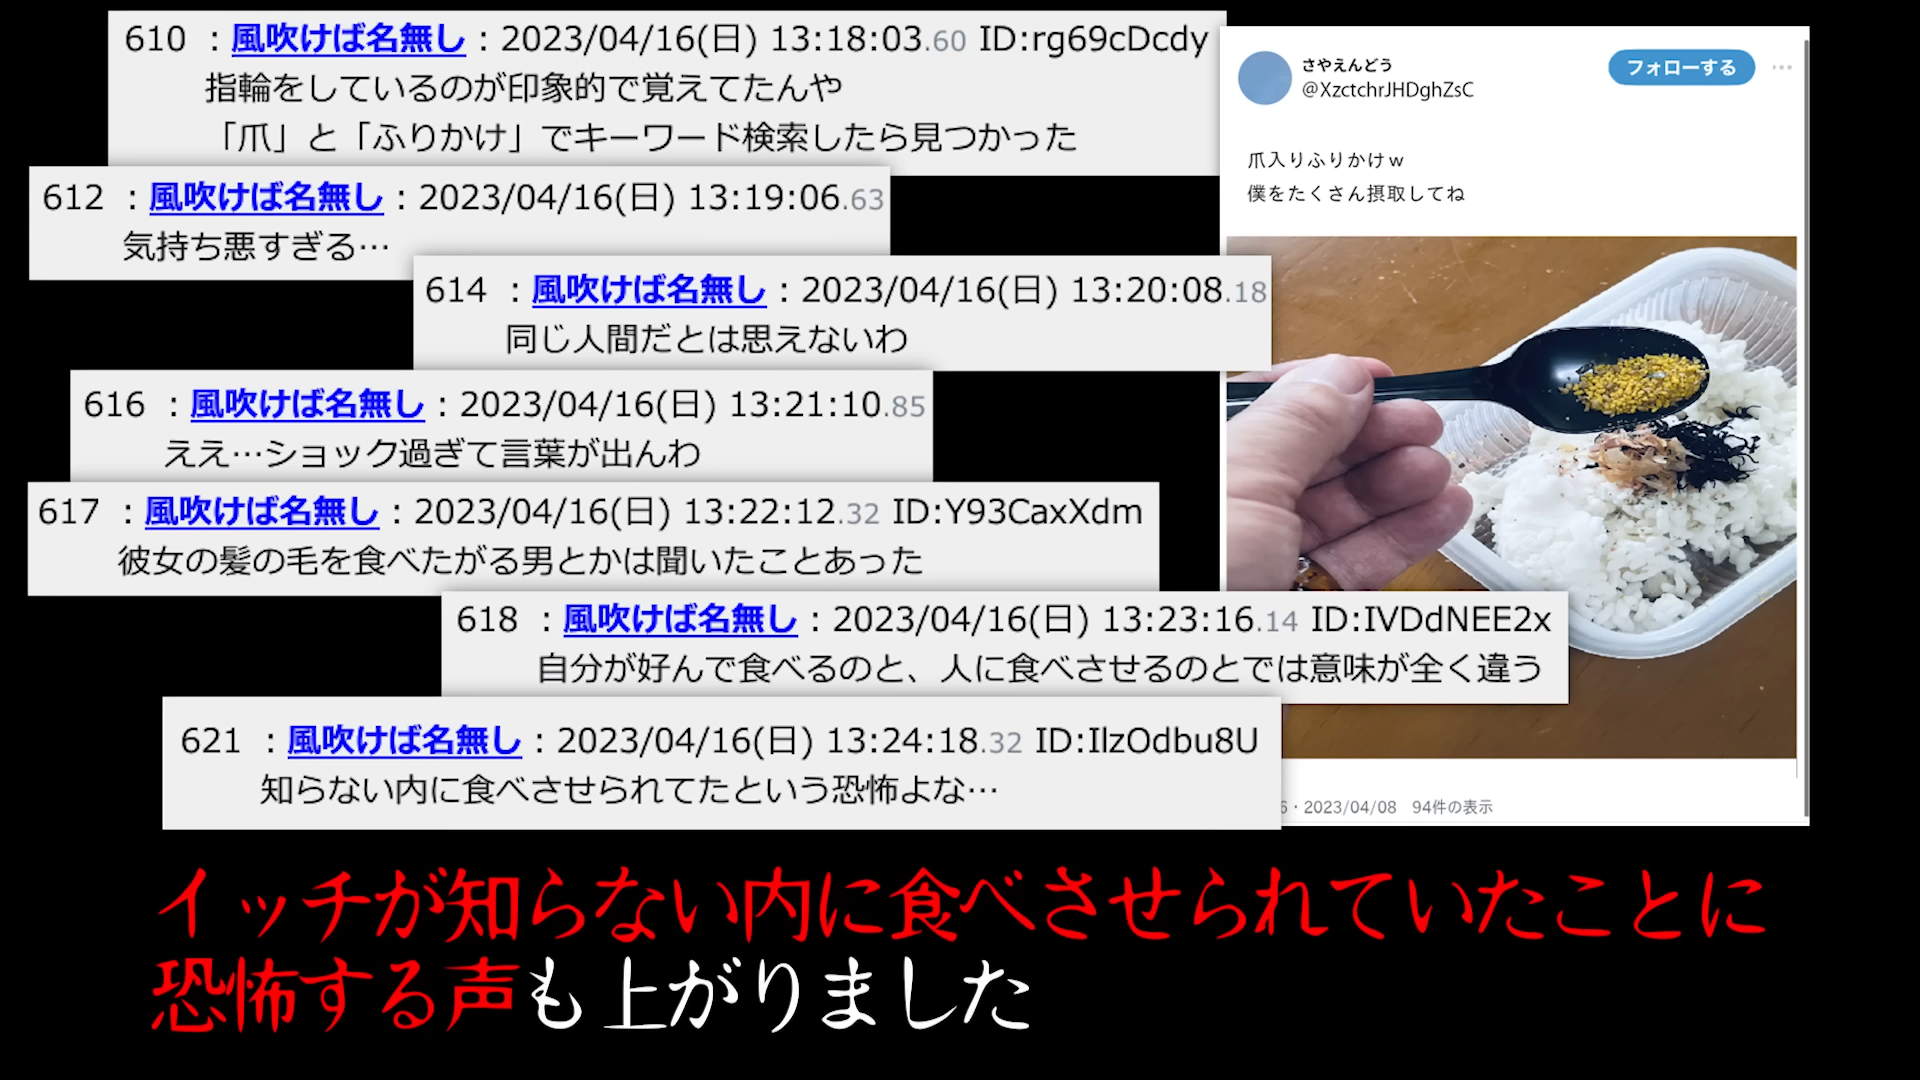 610 ：風吹けば名無し：2023/04/16(日) 13:18:03.60 ID:rg69cDcdy
指輪をしているのが印象的で覚えてたんや
「爪」と「ふりかけ」でキーワード検索したら見つかった
612 ：風吹けば名無し：2023/04/16(日) 13:19:06.63
気持ち悪すぎる…
614 ：風吹けば名無し：2023/04/16(日) 13:20:08.18
同じ人間だとは思えないわ
616 ：風吹けば名無し：2023/04/16(日) 13:21:10.85
ええ…ショック過ぎて言葉が出んわ
617 ：風吹けば名無し：2023/04/16(日) 13:22:12.32 ID:Y93CaxXdm
彼女の髪の毛を食べたがる男とかは聞いたことあった
618 ：風吹けば名無し：2023/04/16(日) 13:23:16.14 ID:IVDdNEE2x
自分が好んで食べるのと、人に食べさせるのとでは意味が全く違う
621 ：風吹けば名無し：2023/04/16(日) 13:24:18.32 ID:IlzOdbu8U
知らない内に食べさせられてたという恐怖よな…
さやえんどう
@XzctchrJHDghZsC
フォローする
爪入りふりかけｗ
僕をたくさん摂取してね
6・2023/04/08 94件の表示
イッチが知らない内に食べさせられていたことに
恐怖する声も上がりました